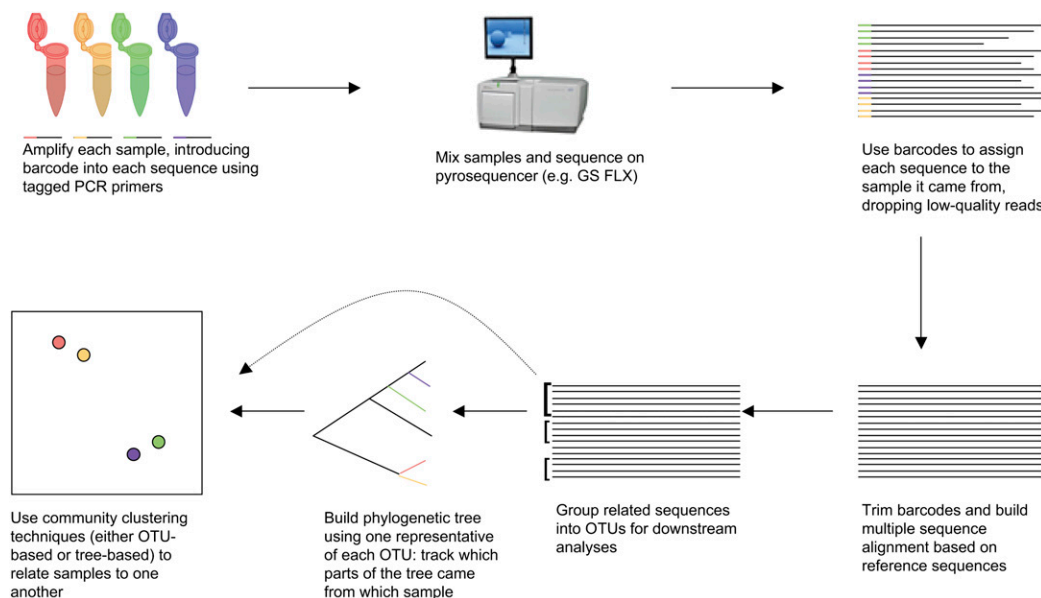 Amplify each sample, introducing
barcode into each sequence using
tagged PCR primers
Mix samples and sequence on
pyrosequencer (e.g. GS FLX)
Use barcodes to assign
each sequence to the
sample it came from,
dropping low-quality reads
Use community clustering
techniques (either OTU-
based or tree-based) to
relate samples to one
another
Build phylogenetic tree
using one representative
of each OTU: track which
parts of the tree came
from which sample
Group related sequences
into OTUs for downstream
analyses
Trim barcodes and build
multiple sequence
alignment based on
reference sequences